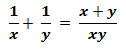 1/x + 1/y = (x + y)/(xy)